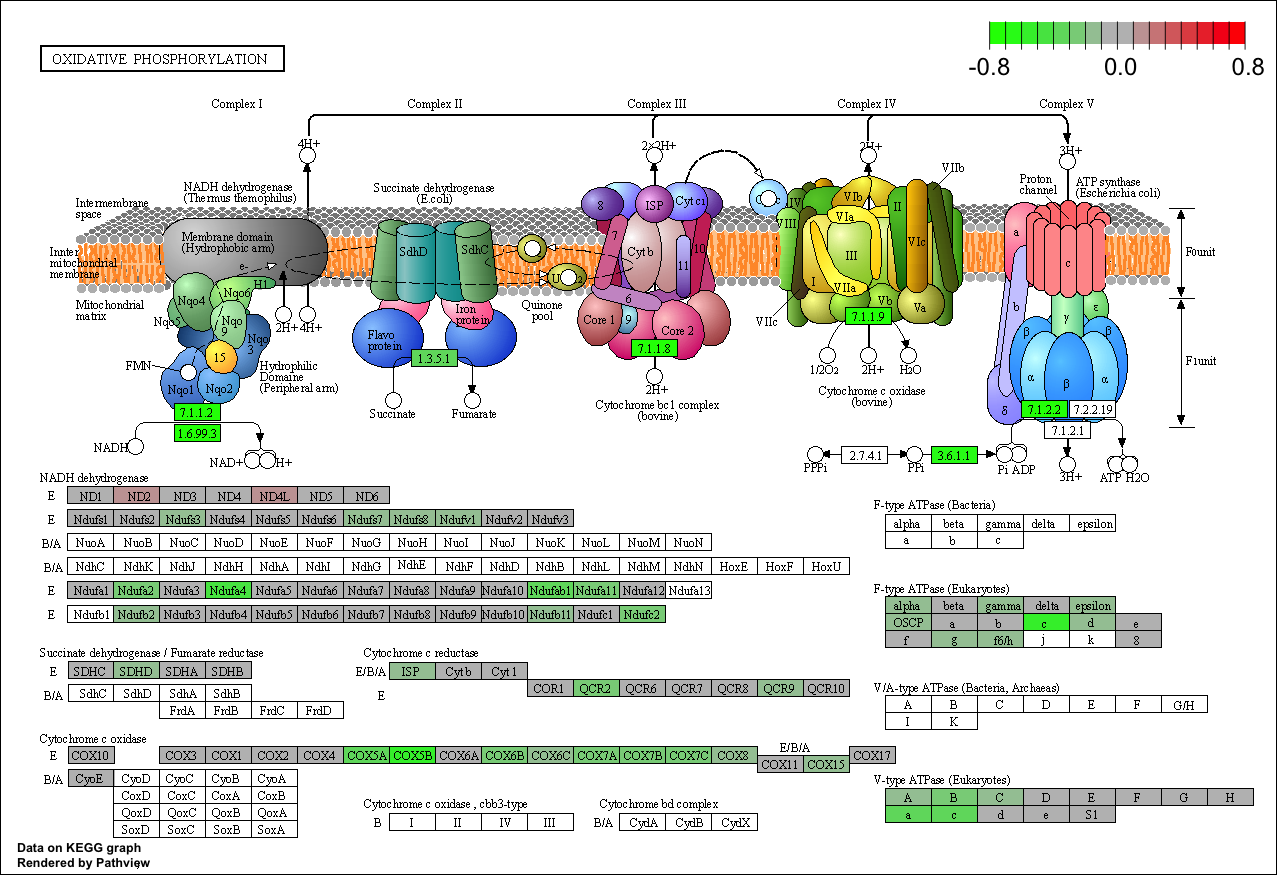 OXIDATIVE PHOSPHORYLATION
-0.8 0.0 0.8
Complex I Complex II Complex III Complex IV Complex V
4H+ 2×2H+ 2H+ 3H+
NADH dehydrogenase
(Thermus themophilus)
Succinate dehydrogenase
(E.coli)
VIIb
Proton
channel
ATP synthase
(Escherichia coli)
Intermembrane
space
Innter
mitochondrial
membrane
Mitochondrial
matrix
Membrane domain
(Hydrophobic arm)
e-
H1
Nqo4 Nqo6
Nqo5
Nqo
9
Nqo
3
15
FMN
Nqo1 Nqo2
2H+ 4H+
Hydrophilic
Domaine
(Peripheral arm)
7.1.1.2
1.6.99.3
NADH
NAD+ H+
SdhD SdhC
Flavo
protein
Iron
protein
1.3.5.1
Succinate Fumarate
Quinone
pool
8 ISP Cyt c1
7 Cyt b 10
11
6
Core 1 9 Core 2
7.1.1.8
2H+
Cytochrome bc1 complex
(bovine)
IV VIb II
VIII VIa VIc
III
I VIIa
VIIc Vb Va
7.1.1.9
1/2O2 2H+ H2O
Cytochrome c oxidase
(bovine)
a c
b
γ ε
β β
α β α
δ
F0unit
F1unit
7.1.2.2 7.2.2.19
7.1.2.1
PPPi 2.7.4.1 PPi 3.6.1.1 Pi ADP 3H+ ATP H2O
NADH dehydrogenase
E ND1 ND2 ND3 ND4 ND4L ND5 ND6
E Ndufs1 Ndufs2 Ndufs3 Ndufs4 Ndufs5 Ndufs6 Ndufs7 Ndufs8 Ndufv1 Ndufv2 Ndufv3
B/A NuoA NuoB NuoC NuoD NuoE NuoF NuoG NuoH NuoI NuoJ NuoK NuoL NuoM NuoN
B/A NdhC NdhK NdhJ NdhH NdhA NdhI NdhG NdhE NdhF NdhD NdhB NdhL NdhM NdhN HoxE HoxF HoxU
E Ndufa1 Ndufa2 Ndufa3 Ndufa4 Ndufa5 Ndufa6 Ndufa7 Ndufa8 Ndufa9 Ndufa10 Ndufab1 Ndufa11 Ndufa12 Ndufa13
E Ndufb1 Ndufb2 Ndufb3 Ndufb4 Ndufb5 Ndufb6 Ndufb7 Ndufb8 Ndufb9 Ndufb10 Ndufb11 Ndufc1 Ndufc2
Succinate dehydrogenase / Fumarate reductase
E SDHC SDHD SDHA SDHB
B/A SdhC SdhD SdhA SdhB
FrdA FrdB FrdC FrdD
Cytochrome c reductase
E/B/A ISP Cyt b Cyt 1
E COR1 QCR2 QCR6 QCR7 QCR8 QCR9 QCR10
Cytochrome c oxidase
E COX10 COX3 COX1 COX2 COX4 COX5A COX5B COX6A COX6B COX6C COX7A COX7B COX7C COX8
E/B/A
COX11 COX15
COX17
B/A CyoE CyoD CyoC CyoB CyoA
CoxD CoxC CoxA CoxB
QoxD QoxC QoxB QoxA
SoxD SoxC SoxB SoxA
Cytochrome c oxidase, cbb3-type
B I II IV III
Cytochrome bd complex
B/A CydA CydB CydX
F-type ATPase (Bacteria)
alpha beta gamma delta epsilon
a b c
F-type ATPase (Eukaryotes)
alpha beta gamma delta epsilon
OSCP a b c d e
f g f6/h j k 8
V/A-type ATPase (Bacteria, Archaeas)
A B C D E F G/H
I K
V-type ATPase (Eukaryotes)
A B C D E F G H
a c d e S1
Data on KEGG graph
Rendered by Pathview